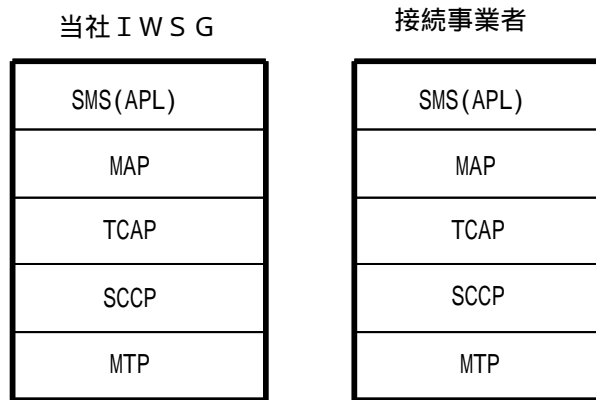 当社ＩＷＳＧ
接続事業者
SMS(APL)
SMS(APL)
MAP
MAP
TCAP
TCAP
SCCP
SCCP
MTP
MTP